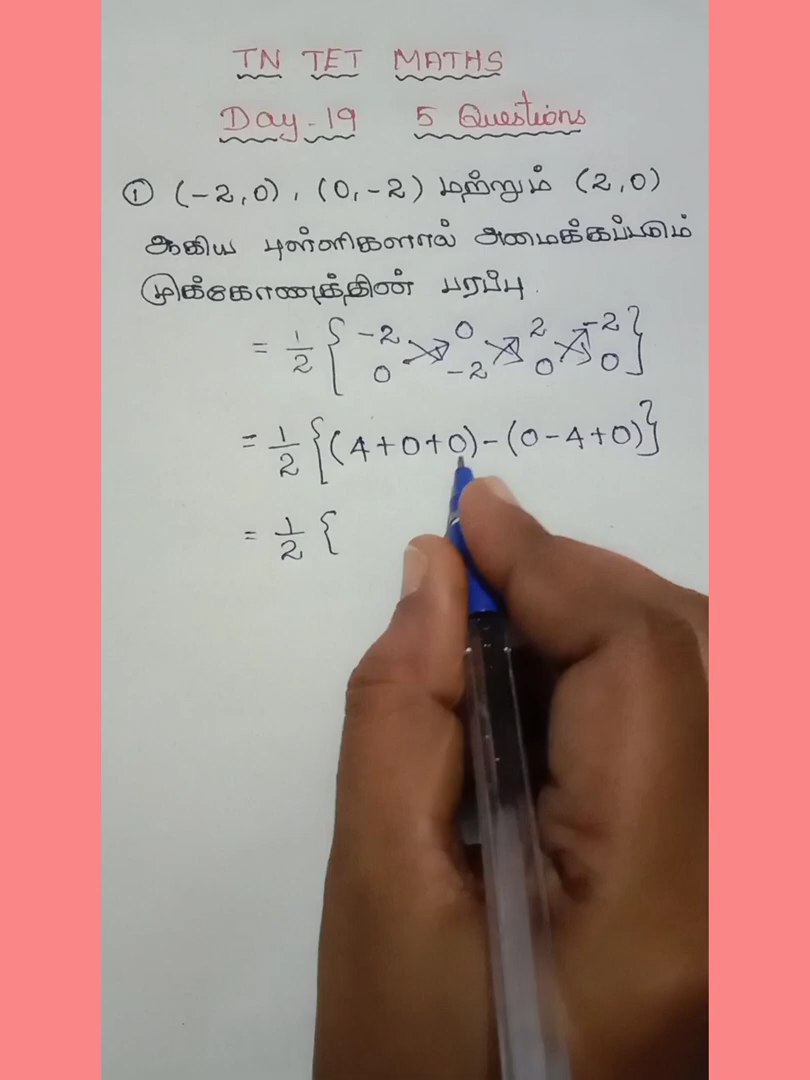 TN TET MATHS
Day-19 5 Questions
① (-2,0), (0,-2) மற்றும் (2,0)
ஆகிய புள்ளிகளால் அமைக்கப்படும்
முக்கோணத்தின் பரப்பு.
= 1/2 { -2 0 2 -2
0 -2 0 0 }
= 1/2 {(4+0+0)-(0-4+0)}
= 1/2 {